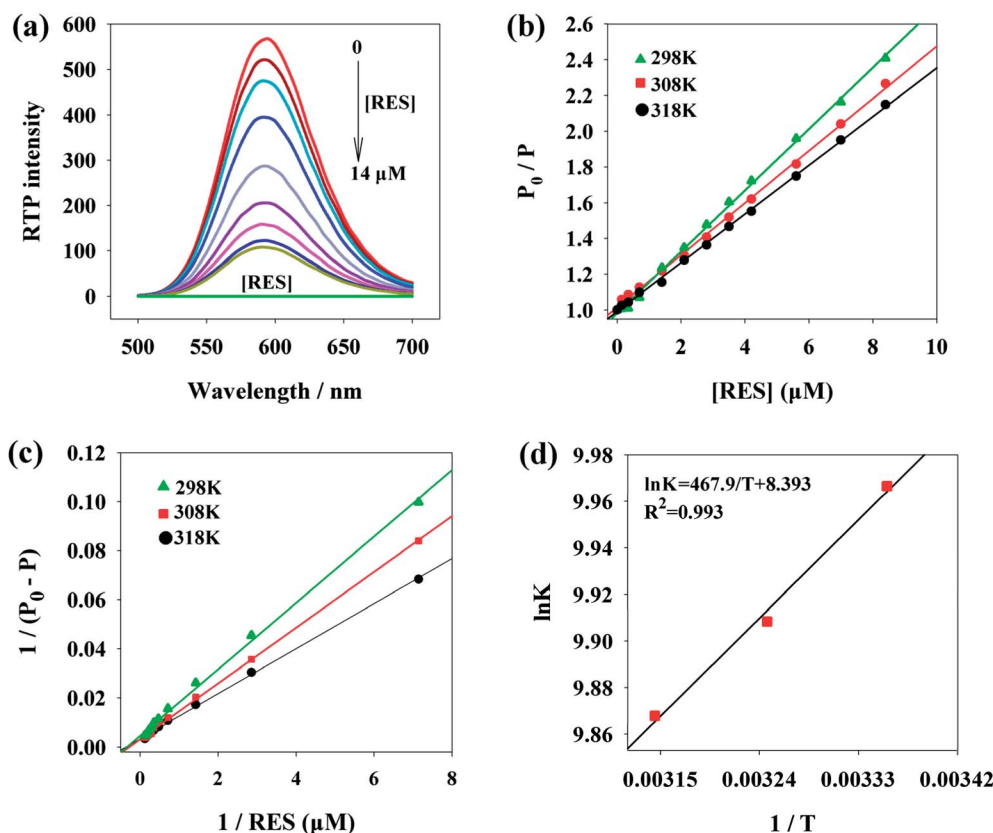 (a)
600
500
400
300
200
100
0
RTP intensity
0
[RES]
14 μM
[RES]
500 550 600 650 700
Wavelength / nm
(b)
2.6
2.4
2.2
2.0
1.8
1.6
1.4
1.2
1.0
P₀ / P
298K
308K
318K
0 2 4 6 8 10
[RES] (μM)
(c)
0.12
0.10
0.08
0.06
0.04
0.02
0.00
1 / (P₀ - P)
298K
308K
318K
0 2 4 6 8
1 / RES (μM)
(d)
9.98
9.96
9.94
9.92
9.90
9.88
9.86
lnK
lnK=467.9/T+8.393
R²=0.993
0.00315 0.00324 0.00333 0.00342
1 / T